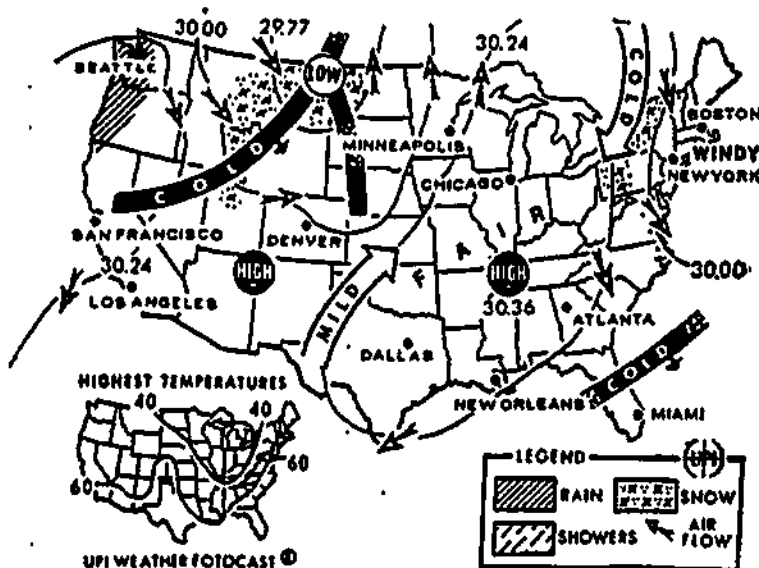 30.00 29.77 30.24
COLD
SEATTLE
LOW
BOSTON
MINNEAPOLIS
WINDY
COLD
CHICAGO
NEW YORK
SAN FRANCISCO
DENVER
FAIR
30.24
HIGH
HIGH
30.00
LOS ANGELES
MILD
30.36
ATLANTA
DALLAS
COLD
HIGHEST TEMPERATURES
NEW ORLEANS
MIAMI
40 40
LEGEND
UPI
60
60
RAIN SNOW
SHOWERS AIR FLOW
UPI WEATHER FOTOCAST ©